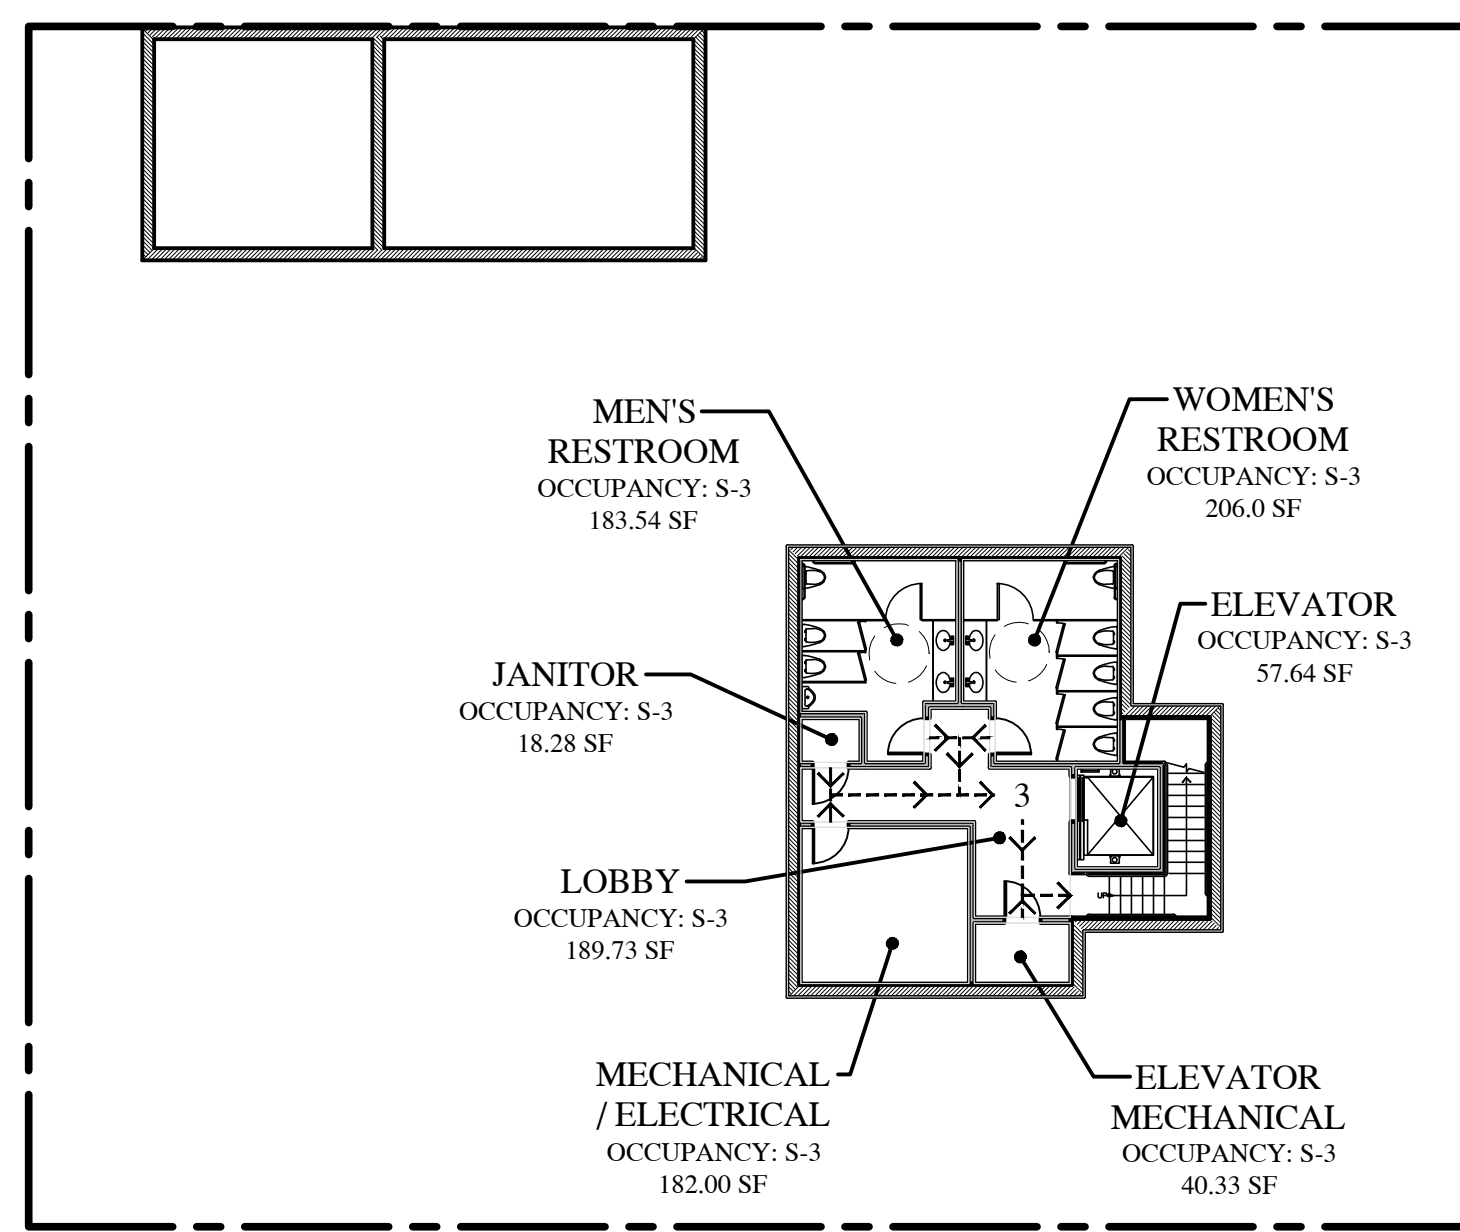 MEN'S
RESTROOM
OCCUPANCY: S-3
183.54 SF
WOMEN'S
RESTROOM
OCCUPANCY: S-3
206.0 SF
ELEVATOR
OCCUPANCY: S-3
57.64 SF
JANITOR
OCCUPANCY: S-3
18.28 SF
3
LOBBY
OCCUPANCY: S-3
189.73 SF
UP
MECHANICAL
/ ELECTRICAL
OCCUPANCY: S-3
182.00 SF
ELEVATOR
MECHANICAL
OCCUPANCY: S-3
40.33 SF